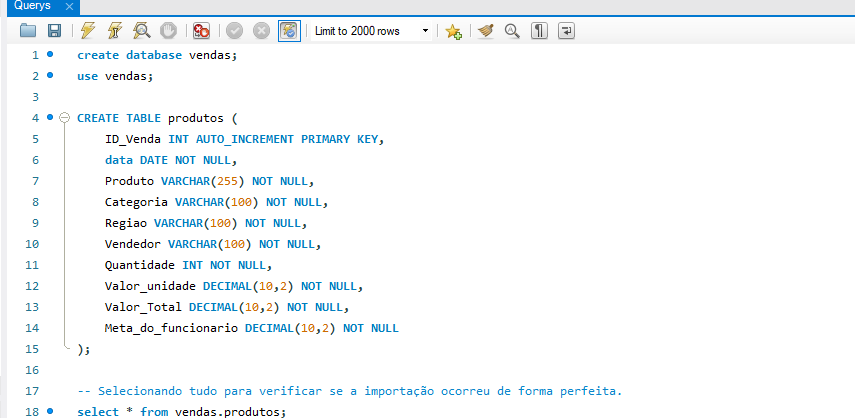 Querys
Limit to 2000 rows
1 create database vendas;
2 use vendas;
3
4 CREATE TABLE produtos (
5 ID_Venda INT AUTO_INCREMENT PRIMARY KEY,
6 data DATE NOT NULL,
7 Produto VARCHAR(255) NOT NULL,
8 Categoria VARCHAR(100) NOT NULL,
9 Regiao VARCHAR(100) NOT NULL,
10 Vendedor VARCHAR(100) NOT NULL,
11 Quantidade INT NOT NULL,
12 Valor_unidade DECIMAL(10,2) NOT NULL,
13 Valor_Total DECIMAL(10,2) NOT NULL,
14 Meta_do_funcionario DECIMAL(10,2) NOT NULL
15 );
16
17 -- Selecionando tudo para verificar se a importação ocorreu de forma perfeita.
18 select * from vendas.produtos;